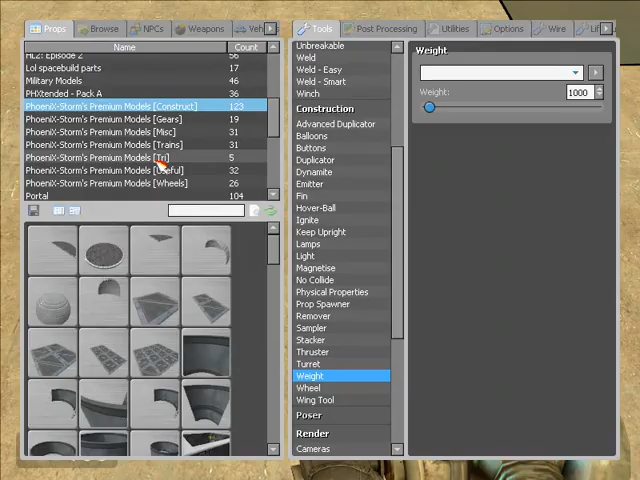 Props Browse NPCs Weapons
Name Count
HL2: Episode 2 56
Lol spacebuild parts 17
Military Models 46
PHXtended - Pack A 36
PhoeniX-Storm's Premium Models [Construct] 123
PhoeniX-Storm's Premium Models [Gears] 19
PhoeniX-Storm's Premium Models [Misc] 31
PhoeniX-Storm's Premium Models [Trains] 31
PhoeniX-Storm's Premium Models [Tri] 5
PhoeniX-Storm's Premium Models [Useful] 32
PhoeniX-Storm's Premium Models [Wheels] 26
Portal 104
Tools Post Processing Utilities Options Wire
Unbreakable
Weld
Weld - Easy
Weld - Smart
Winch
Construction
Advanced Duplicator
Balloons
Buttons
Duplicator
Dynamite
Emitter
Fin
Hover-Ball
Ignite
Keep Upright
Lamps
Light
Magnetise
No Collide
Physical Properties
Prop Spawner
Remover
Sampler
Stacker
Thruster
Turret
Weight
Wheel
Wing Tool
Poser
Render
Cameras
Weight
Weight: 1000